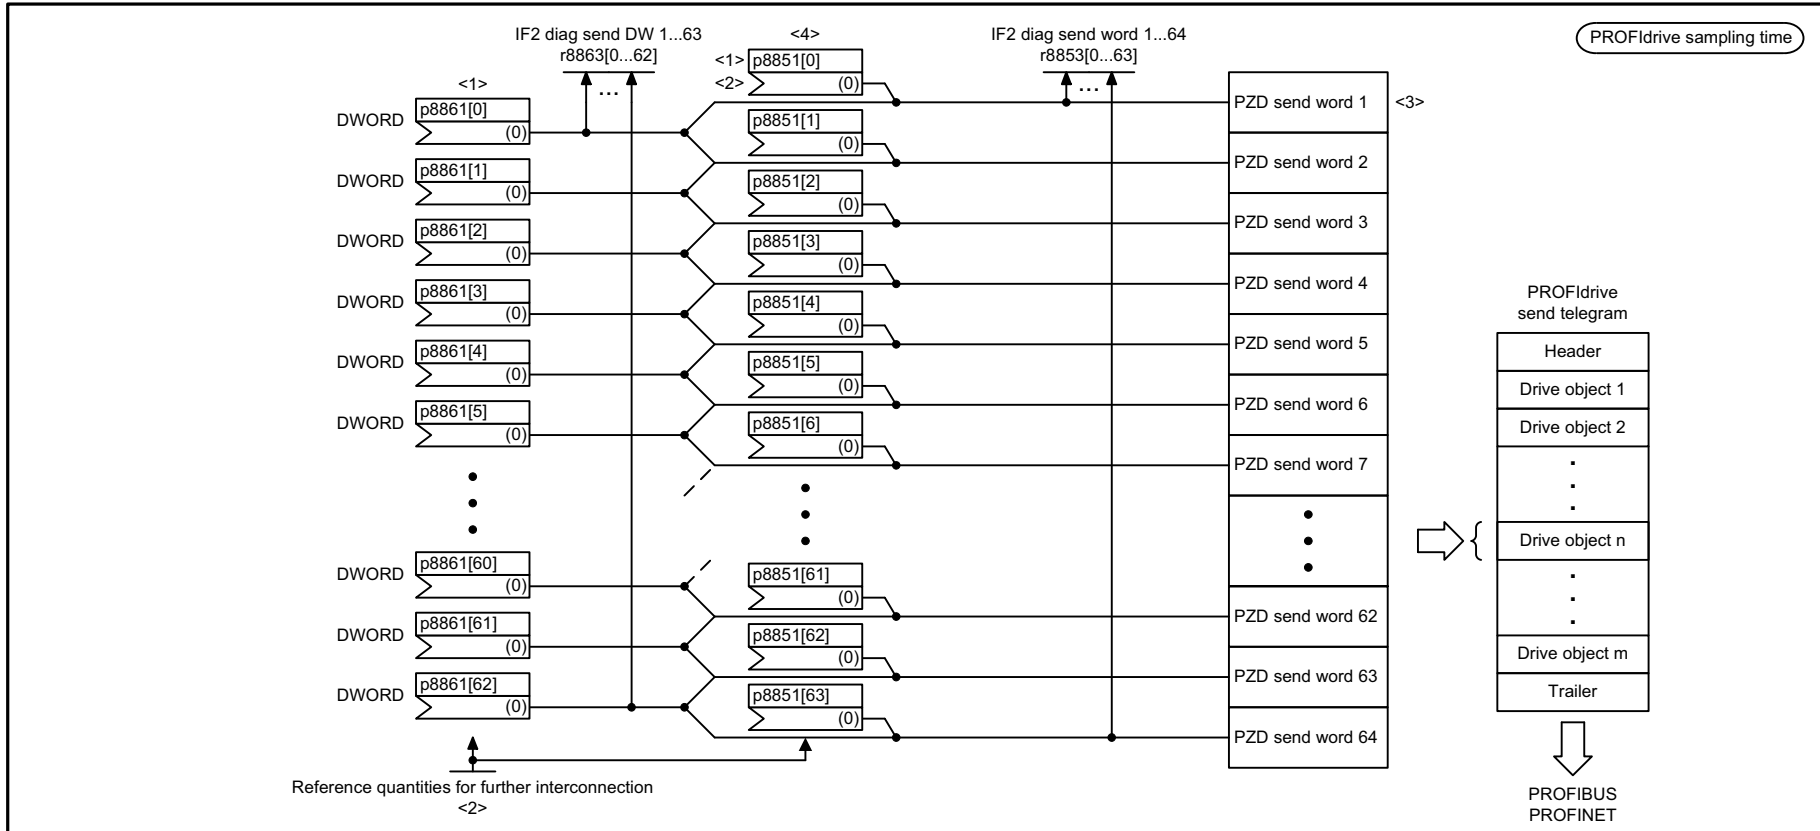 IF2 diag send DW 1...63
r8863[0...62]
...
<4>
IF2 diag send word 1...64
r8853[0...63]
...
PROFIdrive sampling time
<1>
<1>
<2>
p8851[0]
(0)
DWORD
p8861[0]
(0)
PZD send word 1
<3>
p8851[1]
(0)
DWORD
p8861[1]
(0)
PZD send word 2
p8851[2]
(0)
DWORD
p8861[2]
(0)
PZD send word 3
p8851[3]
(0)
DWORD
p8861[3]
(0)
PZD send word 4
p8851[4]
(0)
DWORD
p8861[4]
(0)
PZD send word 5
p8851[5]
(0)
DWORD
p8861[5]
(0)
PZD send word 6
p8851[6]
(0)
PZD send word 7
DWORD
p8861[60]
(0)
p8851[61]
(0)
PZD send word 62
DWORD
p8861[61]
(0)
p8851[62]
(0)
PZD send word 63
DWORD
p8861[62]
(0)
p8851[63]
(0)
PZD send word 64
Reference quantities for further interconnection
<2>
PROFIdrive
send telegram
Header
Drive object 1
Drive object 2
Drive object n
Drive object m
Trailer
PROFIBUS
PROFINET